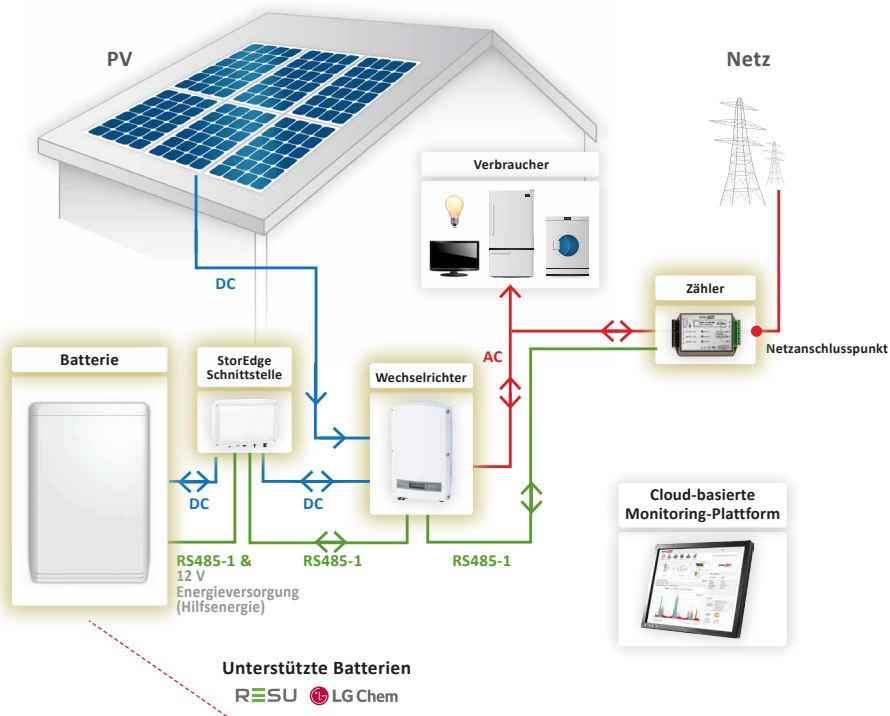 PV
Netz
Verbraucher
DC
Zähler
Netzanschlusspunkt
AC
Batterie
StorEdge
Schnittstelle
Wechselrichter
DC
DC
RS485-1 &
12 V
Energieversorgung
(Hilfsenergie)
RS485-1
RS485-1
Cloud-basierte
Monitoring-Plattform
Unterstützte Batterien
RESU
LG Chem